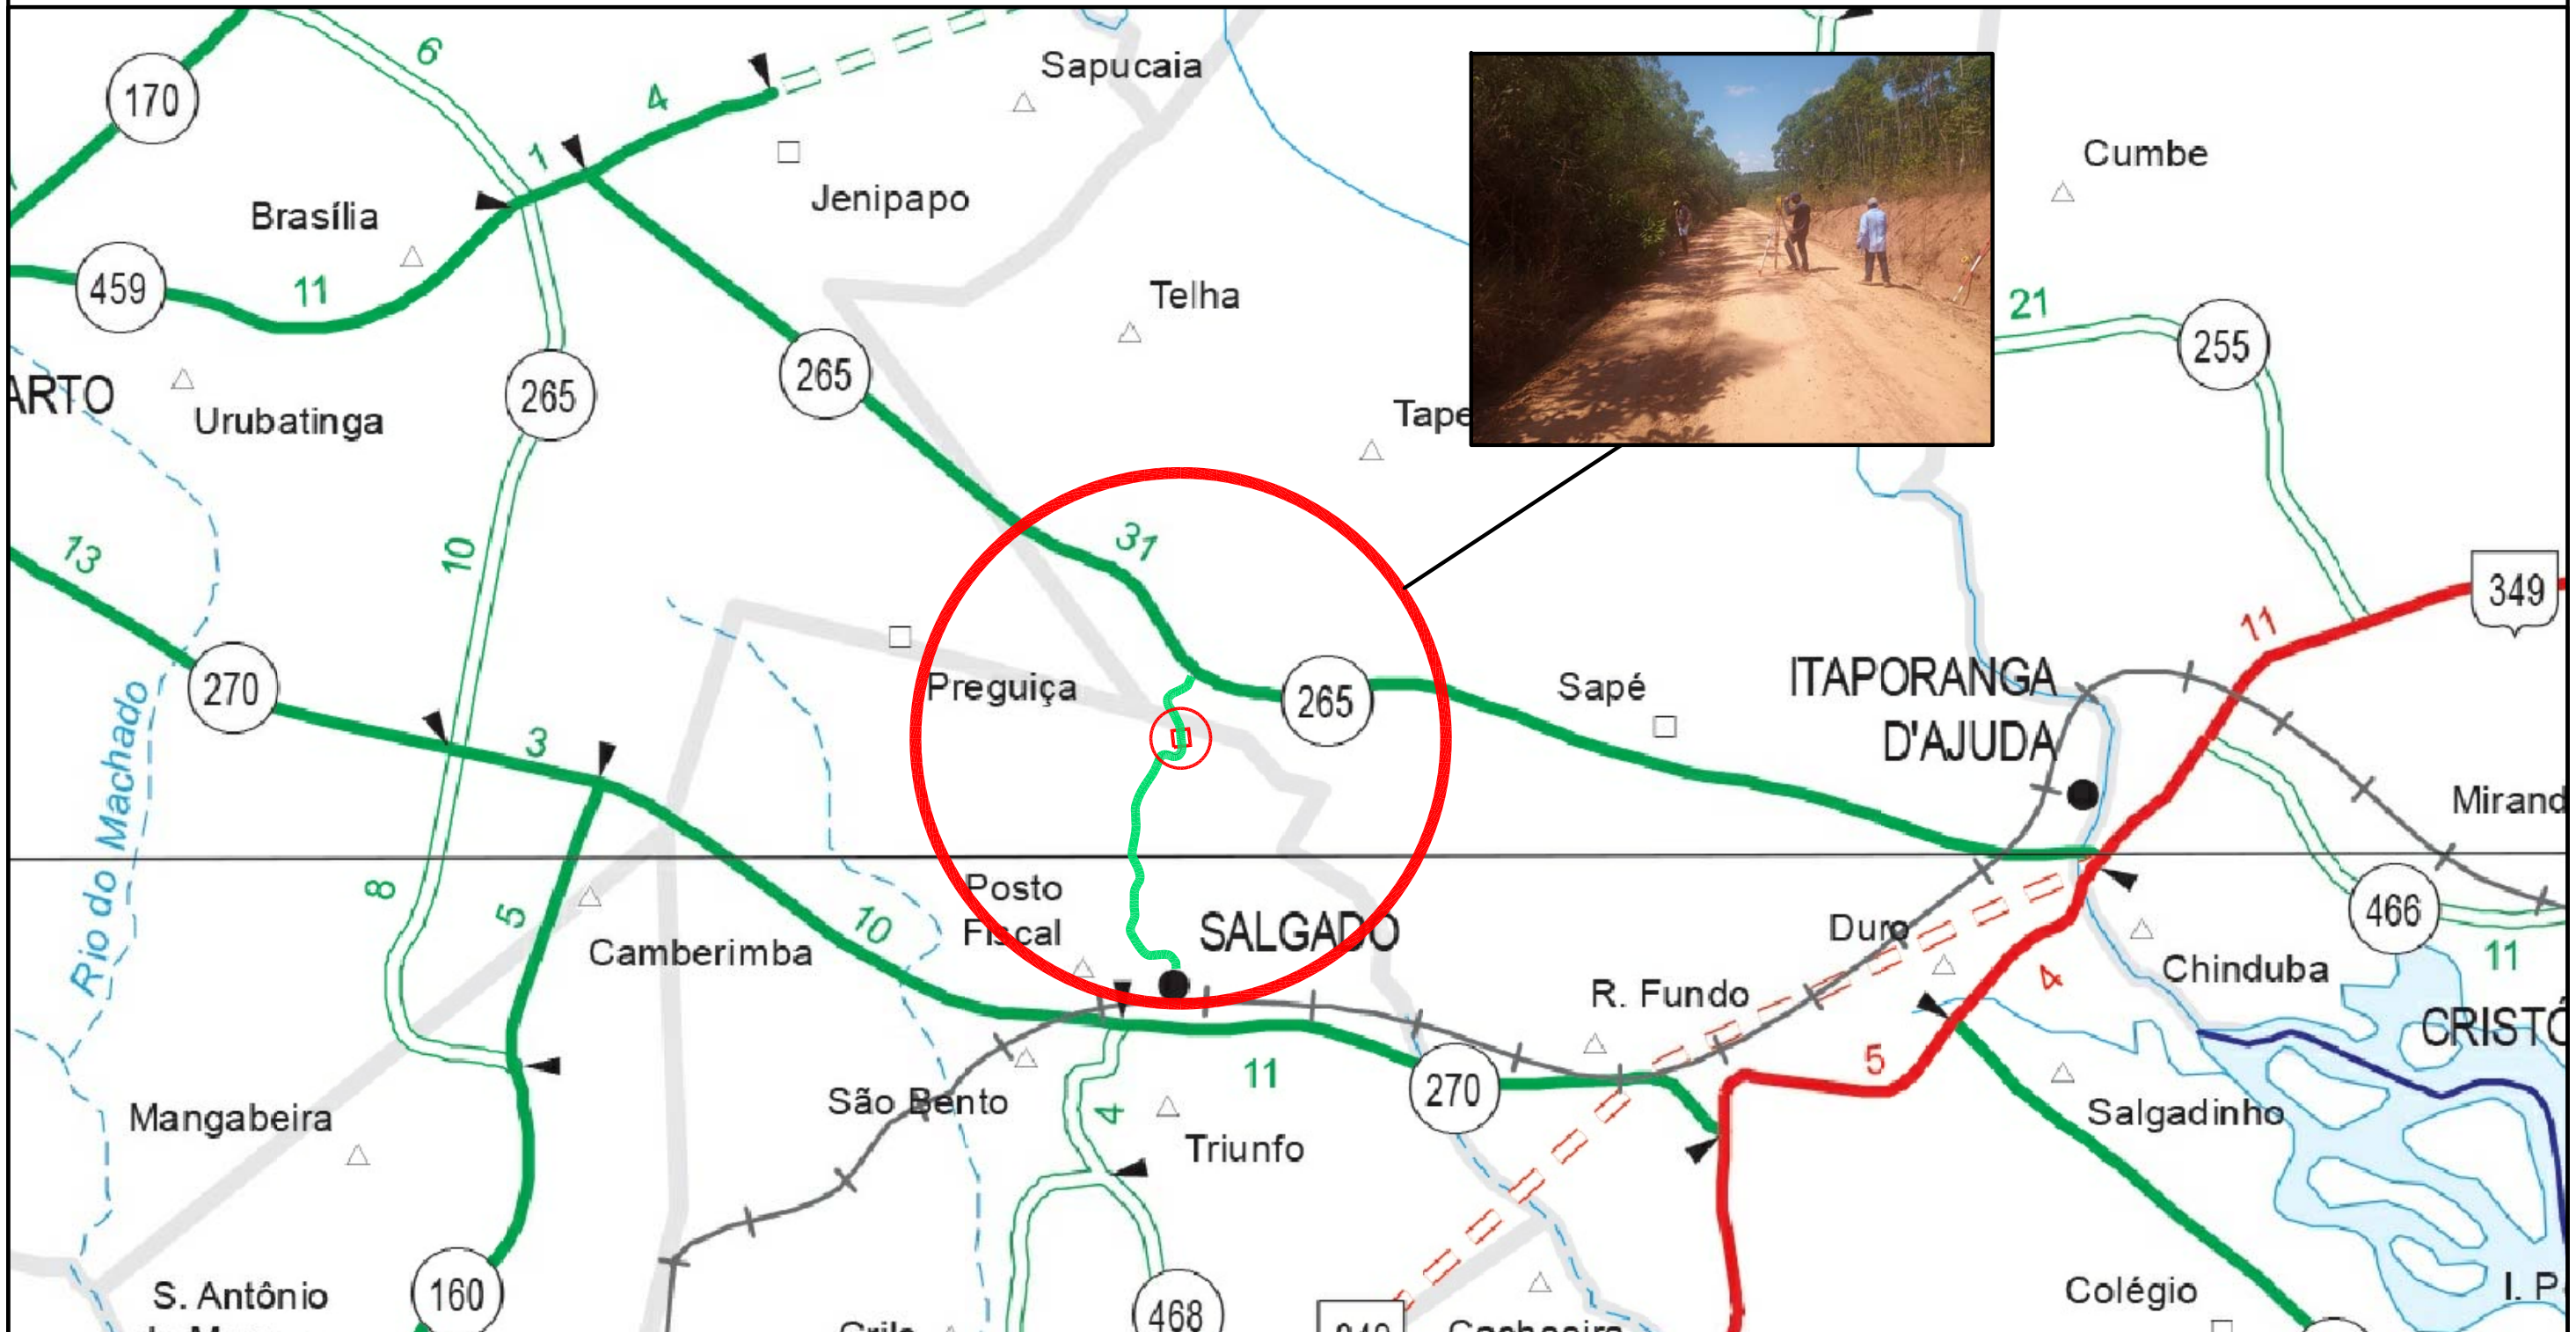 6
170
4
Sapucaia
1
Jenipapo
Cumbe
Brasília
459
11
Telha
21
255
265
265
ARTO
Urubatinga
Tape
13
10
31
349
11
270
Preguiça
265
Sapé
ITAPORANGA
D'AJUDA
3
Rio do Machado
Mirand
8
5
10
Posto
Fiscal
SALGADO
Camberimba
Duro
466
11
R. Fundo
4
Chinduba
CRISTÓ
5
11
270
São Bento
4
Mangabeira
Triunfo
Salgadinho
S. Antônio
160
468
Colégio
I. P